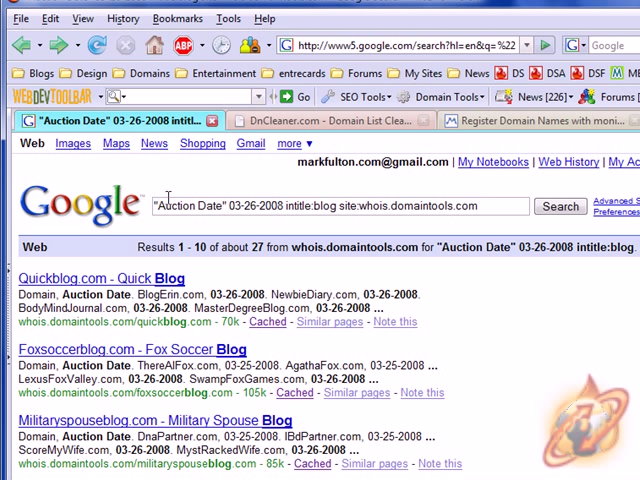 File Edit View History Bookmarks Tools Help
ABP http://www5.google.com/search?hl=en&q=%22 Google
Blogs Design Domains Entertainment entrecards Forums My Sites News DS DSA DSF
WEBDEVTOOLBAR Go SEO Tools Domain Tools News [226] Forums
"Auction Date" 03-26-2008 intitl... DnCleaner.com - Domain List Clea... Register Domain Names with moni...
Web Images Maps News Shopping Gmail more
markfulton.com@gmail.com | My Notebooks | Web History | My Ac
Google "Auction Date" 03-26-2008 intitle:blog site:whois.domaintools.com Search Advanced S
Preferences
Web Results 1 - 10 of about 27 from whois.domaintools.com for "Auction Date" 03-26-2008 intitle:blog.
Quickblog.com - Quick Blog
Domain, Auction Date. BlogErin.com, 03-26-2008. NewbieDiary.com, 03-26-2008.
BodyMindJournal.com, 03-26-2008. MasterDegreeBlog.com, 03-26-2008 ...
whois.domaintools.com/quickblog.com - 70k - Cached - Similar pages - Note this
Foxsoccerblog.com - Fox Soccer Blog
Domain, Auction Date. ThereAlFox.com, 03-25-2008. AgathaFox.com, 03-25-2008 ...
LexusFoxValley.com, 03-26-2008. SwampFoxGames.com, 03-26-2008 ...
whois.domaintools.com/foxsoccerblog.com - 105k - Cached - Similar pages - Note this
Militaryspouseblog.com - Military Spouse Blog
Domain, Auction Date. DnaPartner.com, 03-26-2008. IBdPartner.com, 03-26-2008 ...
ScoreMyWife.com, 03-26-2008. MystRackedWife.com, 03-26-2008 ...
whois.domaintools.com/militaryspouseblog.com - 85k - Cached - Similar pages - Note this